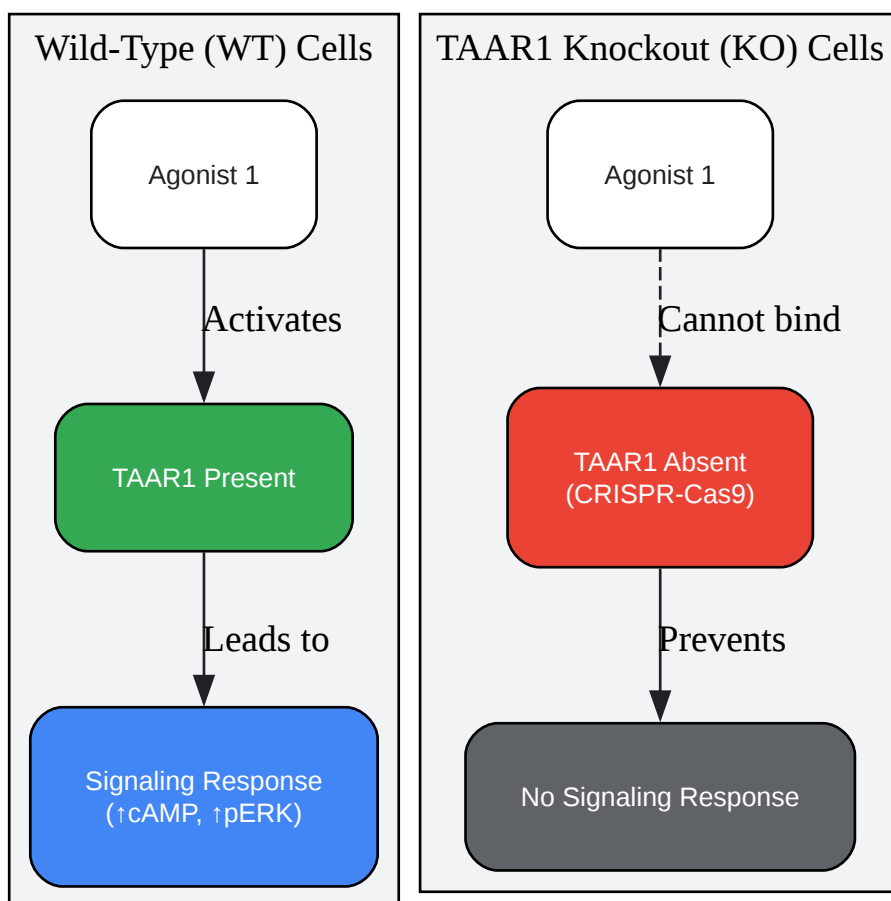 Wild-Type (WT) Cells
Agonist 1
Activates
TAAR1 Present
Leads to
Signaling Response
(↑cAMP, ↑pERK)
TAAR1 Knockout (KO) Cells
Agonist 1
Cannot bind
TAAR1 Absent
(CRISPR-Cas9)
Prevents
No Signaling Response